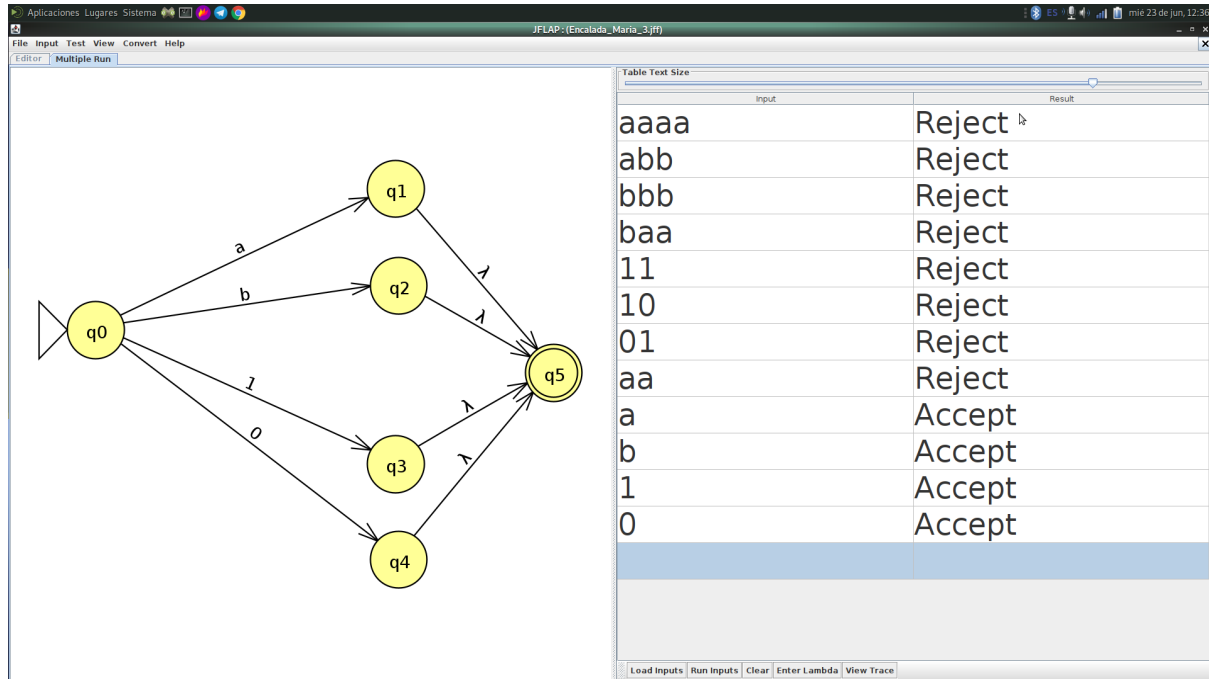 Aplicaciones Lugares Sistema
ES
mié 23 de jun, 12:36
JFLAP : (Encalada_Maria_3.jff)
File Input Test View Convert Help
Editor Multiple Run
Table Text Size
Input Result
aaaa Reject
abb Reject
bbb Reject
baa Reject
11 Reject
10 Reject
01 Reject
aa Reject
a Accept
b Accept
1 Accept
0 Accept
q1
a
λ
b
q2
λ
q0
q5
1
λ
0
q3
λ
q4
Load Inputs Run Inputs Clear Enter Lambda View Trace